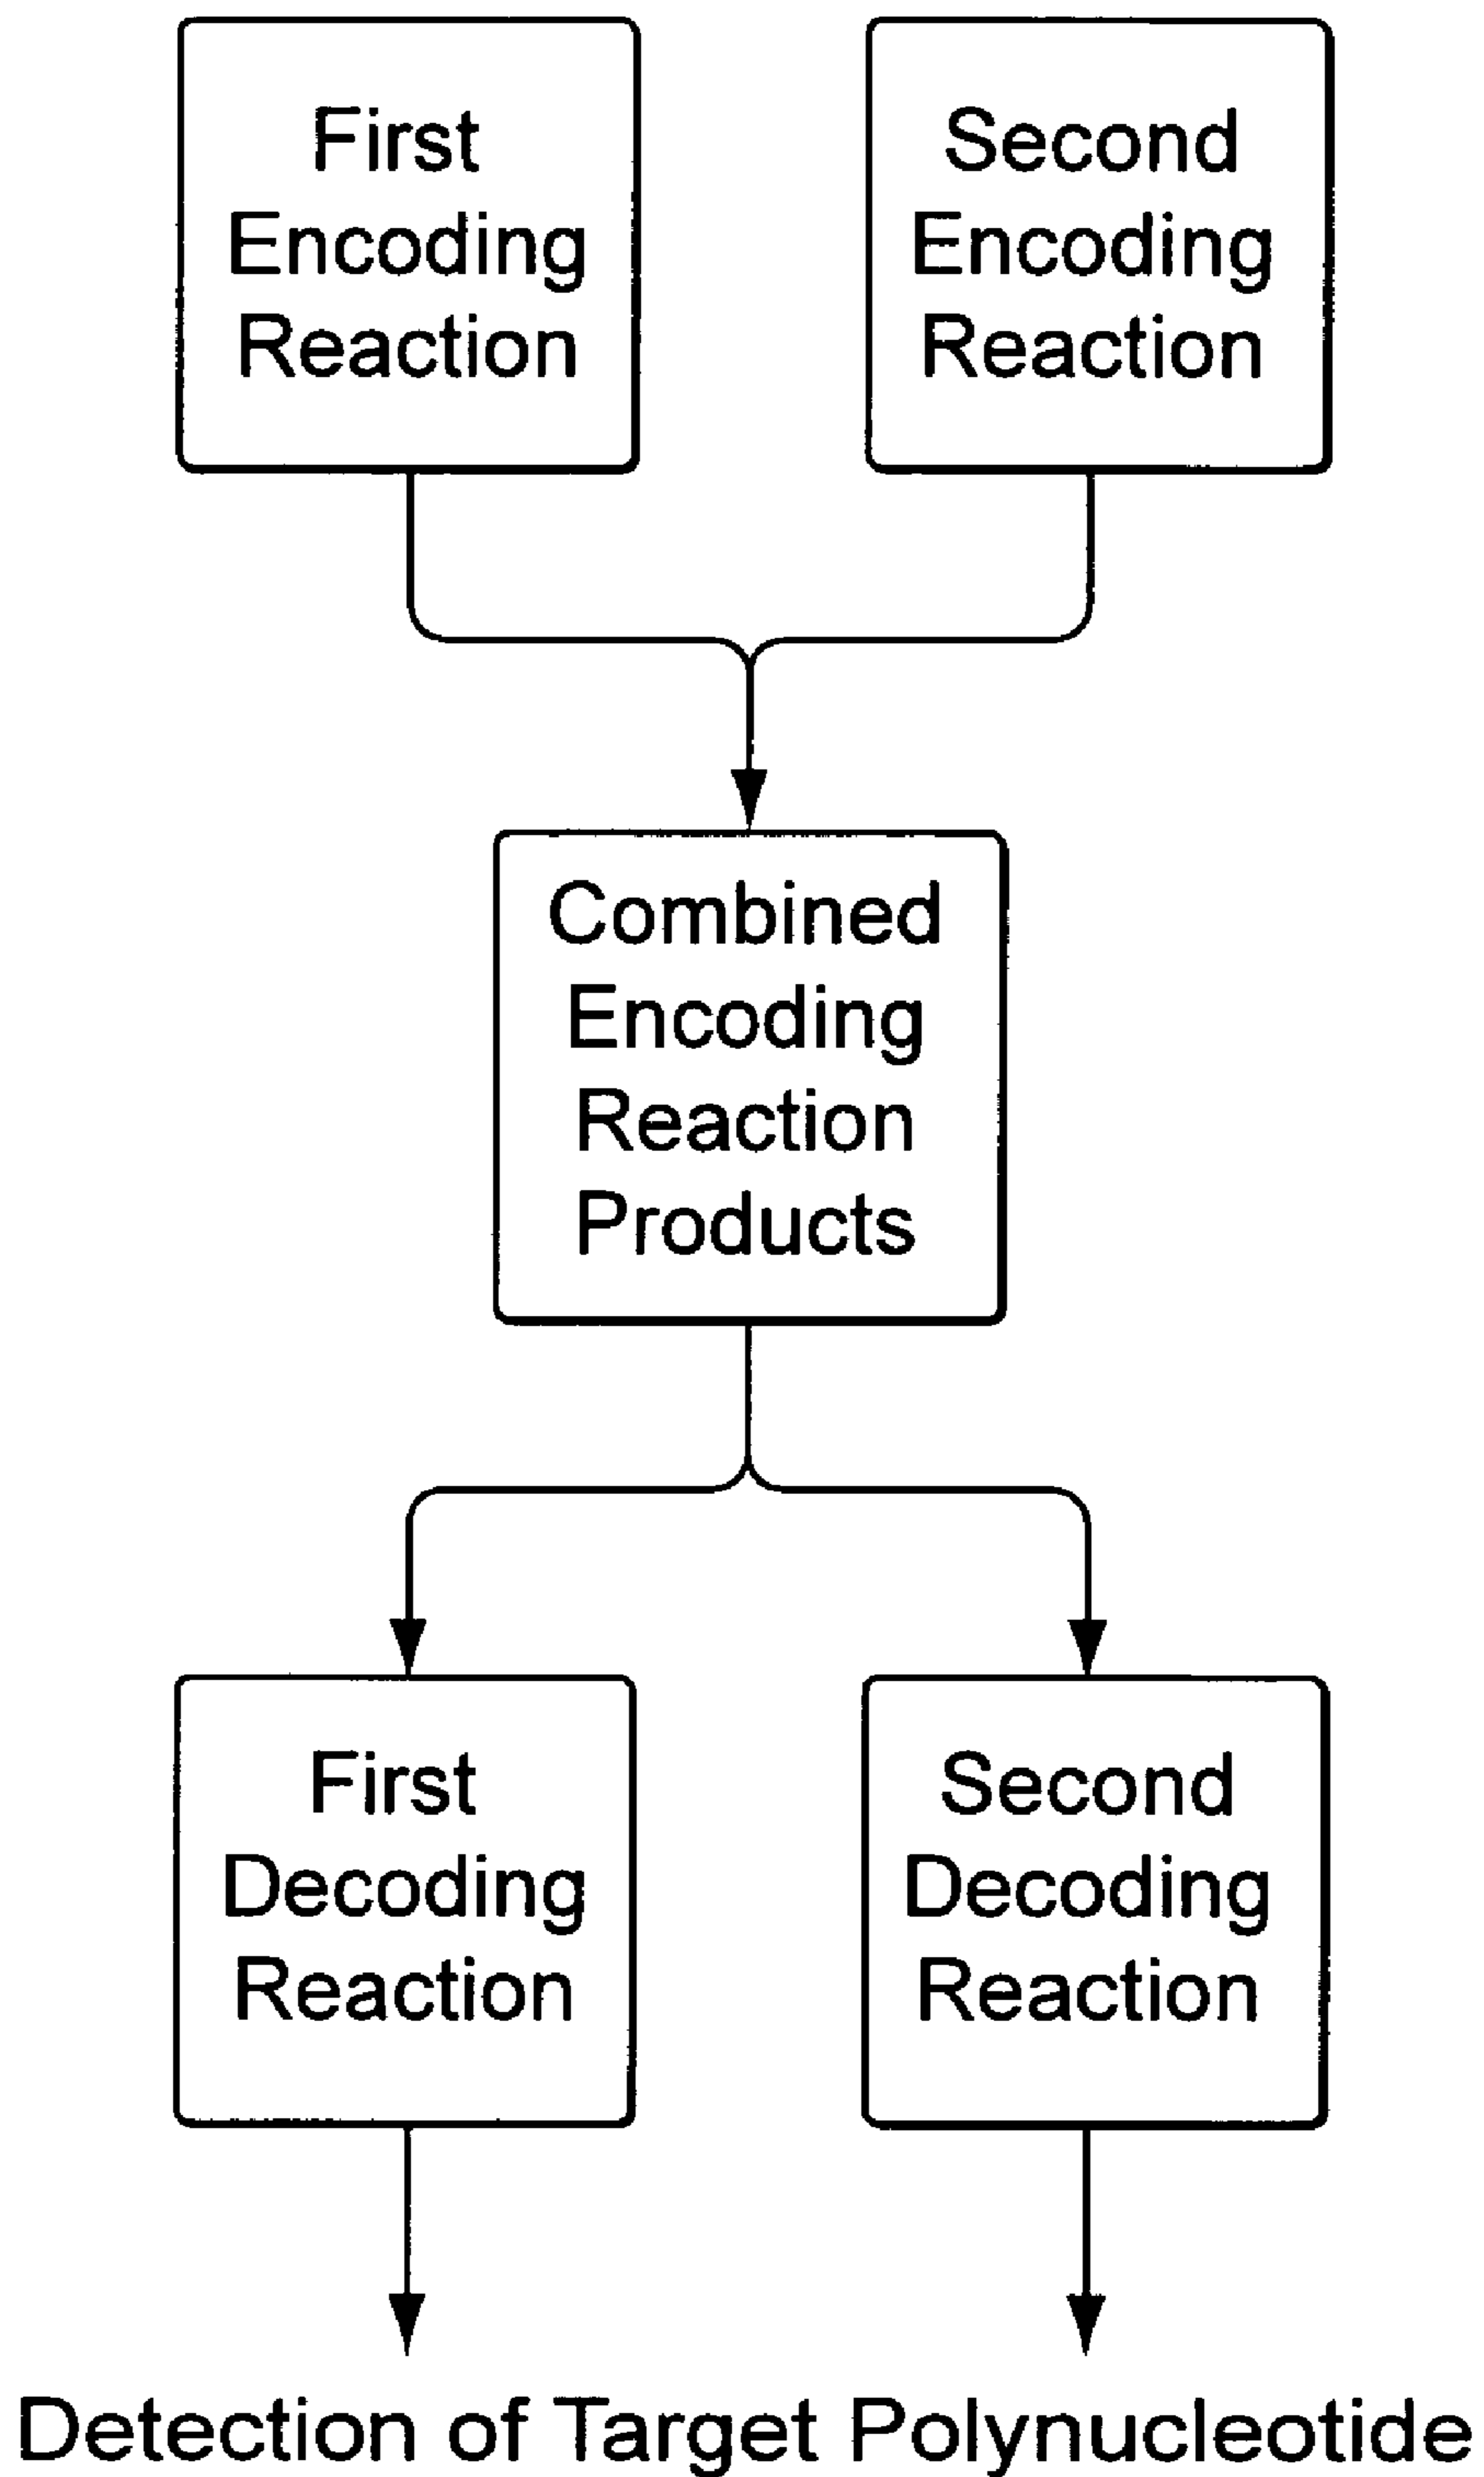 First
Encoding
Reaction
Second
Encoding
Reaction
Combined
Encoding
Reaction
Products
First
Decoding
Reaction
Second
Decoding
Reaction
Detection of Target Polynucleotide